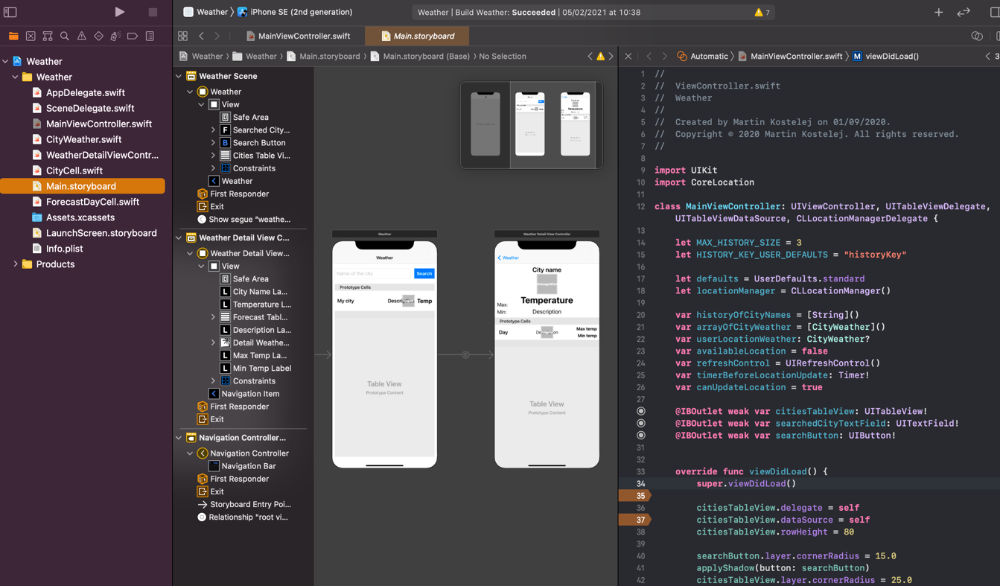 Weather
iPhone SE (2nd generation)
Weather | Build Weather: Succeeded | 05/02/2021 at 10:38
7
MainViewController.swift
Main.storyboard
Weather
Weather
Main.storyboard
Main.storyboard (Base)
No Selection
Automatic
MainViewController.swift
M
viewDidLoad()
3
Weather
Weather
AppDelegate.swift
SceneDelegate.swift
MainViewController.swift
CityWeather.swift
WeatherDetailViewContr...
CityCell.swift
Main.storyboard
ForecastDayCell.swift
Assets.xcassets
LaunchScreen.storyboard
Info.plist
Products
Weather Scene
Weather
View
Safe Area
F Searched City...
B Search Button
Cities Table Vi...
Constraints
Weather
First Responder
Exit
Show segue "weathe...
Weather Detail View C...
Weather Detail View...
View
Safe Area
L City Name La...
L Temperature L...
Forecast Tabl...
L Description La...
Detail Weathe...
L Max Temp La...
L Min Temp Label
Constraints
Navigation Item
First Responder
Exit
Navigation Controller...
Navigation Controller
Navigation Bar
First Responder
Exit
Storyboard Entry Poi...
Relationship "root vi...
Weather
Weather
Name of the city
Search
Prototype Cells
My city
Temp
Table View
Prototype Content
Weather Detail View Controller
Weather
City name
Temperature
Max:
Min:
Description
Prototype Cells
Day
Max temp
Min temp
Table View
Prototype Content
1 //
2 // ViewController.swift
3 // Weather
4 //
5 // Created by Martin Kostelej on 01/09/2020.
6 // Copyright © 2020 Martin Kostelej. All rights reserved.
7 //
8
9 import UIKit
10 import CoreLocation
11
12 class MainViewController: UIViewController, UITableViewDelegate,
UITableViewDataSource, CLLocationManagerDelegate {
13
14 let MAX_HISTORY_SIZE = 3
15 let HISTORY_KEY_USER_DEFAULTS = "historyKey"
16
17 let defaults = UserDefaults.standard
18 let locationManager = CLLocationManager()
19
20 var historyOfCityNames = [String]()
21 var arrayOfCityWeather = [CityWeather]()
22 var userLocationWeather: CityWeather?
23 var availableLocation = false
24 var refreshControl = UIRefreshControl()
25 var timerBeforeLocationUpdate: Timer!
26 var canUpdateLocation = true
27
@IBOutlet weak var citiesTableView: UITableView!
@IBOutlet weak var searchedCityTextField: UITextField!
@IBOutlet weak var searchButton: UIButton!
31
32
33 override func viewDidLoad() {
34 super.viewDidLoad()
35
36 citiesTableView.delegate = self
37 citiesTableView.dataSource = self
38 citiesTableView.rowHeight = 80
39
40 searchButton.layer.cornerRadius = 15.0
41 applyShadow(button: searchButton)
42 citiesTableView.layer.cornerRadius = 25.0